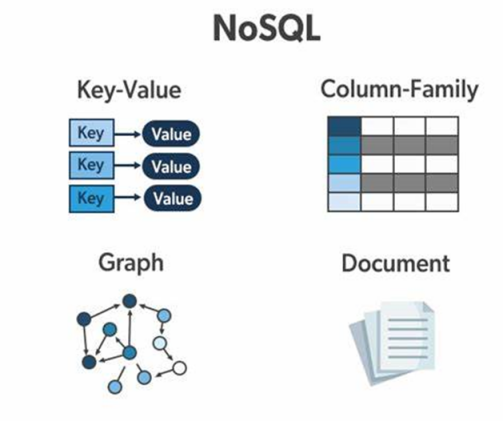 NoSQL
Key-Value
Column-Family
Key
Value
Key
Value
Key
Value
Graph
Document